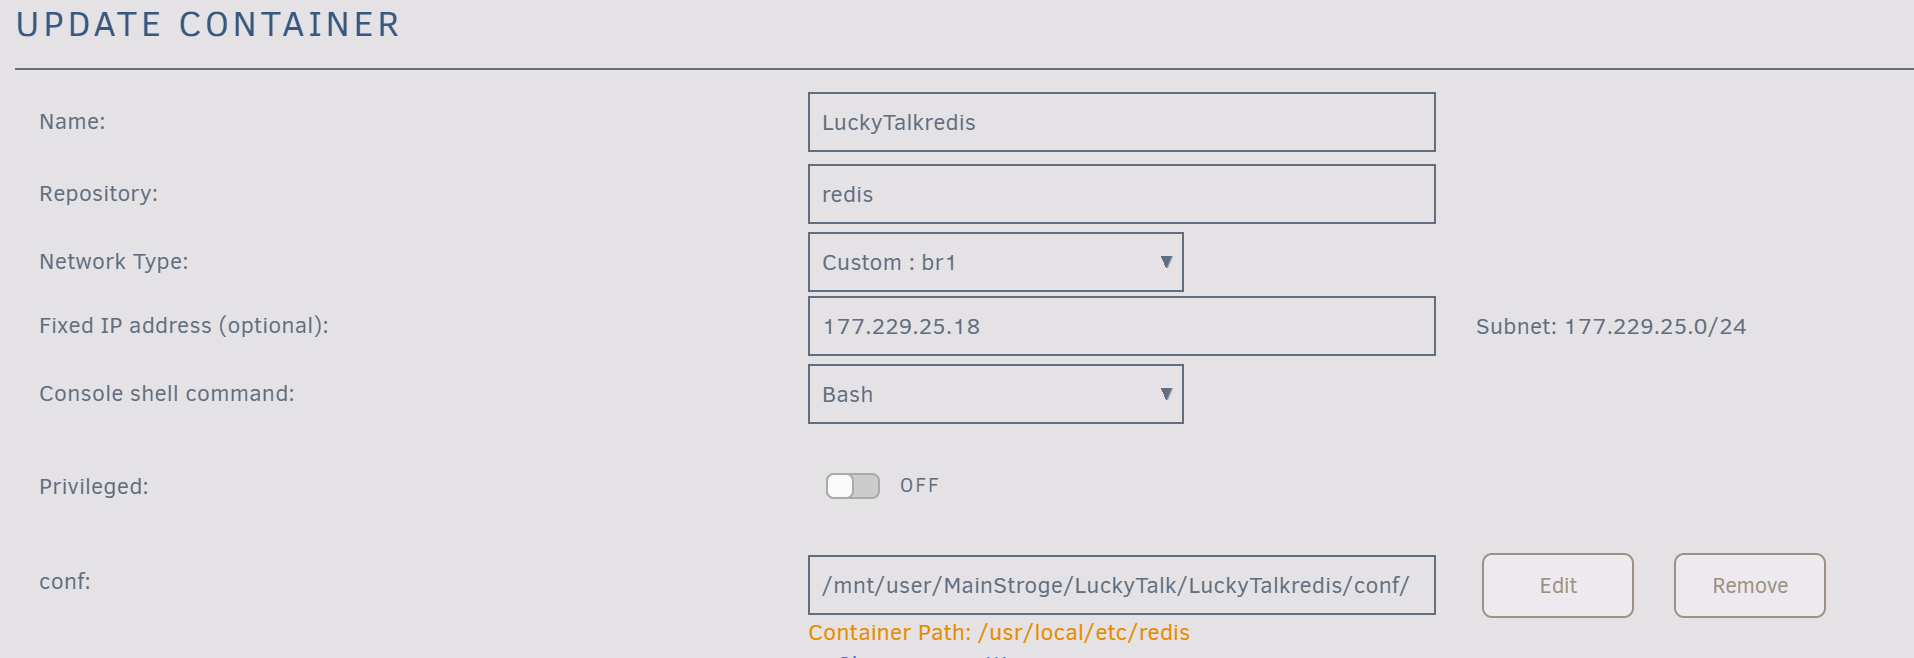 UPDATE CONTAINER
Name: LuckyTalkredis
Repository: redis
Network Type: Custom : br1
Fixed IP address (optional): 177.229.25.18 Subnet: 177.229.25.0/24
Console shell command: Bash
Privileged: OFF
conf: /mnt/user/MainStroge/LuckyTalk/LuckyTalkredis/conf/ Edit Remove
Container Path: /usr/local/etc/redis